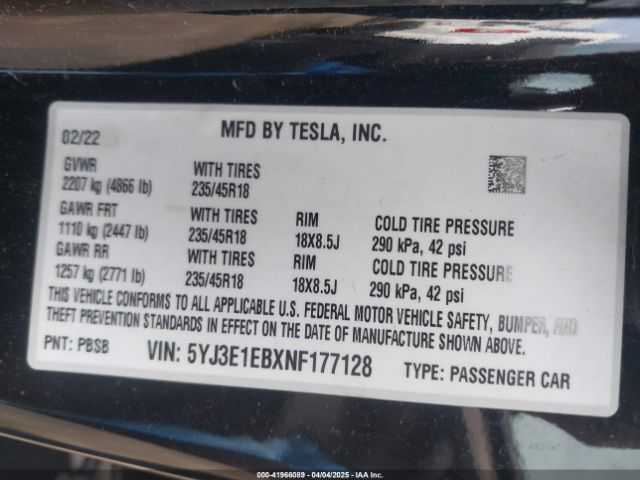 MFD BY TESLA, INC.
02/22
GVWR WITH TIRES
2207 kg (4866 lb) 235/45R18
GAWR FRT WITH TIRES RIM COLD TIRE PRESSURE
1110 kg (2447 lb) 235/45R18 18X8.5J 290 kPa, 42 psi
GAWR RR WITH TIRES RIM COLD TIRE PRESSURE
1257 kg (2771 lb) 235/45R18 18X8.5J 290 kPa, 42 psi
THIS VEHICLE CONFORMS TO ALL APPLICABLE U.S. FEDERAL MOTOR VEHICLE SAFETY, BUMPER, AND
THEFT PREVENTION STANDARDS IN EFFECT ON THE DATE OF MANUFACTURE SHOWN ABOVE.
PNT: PBSB VIN: 5YJ3E1EBXNF177128 TYPE: PASSENGER CAR
000-41966089 - 04/04/2025 - IAA Inc.